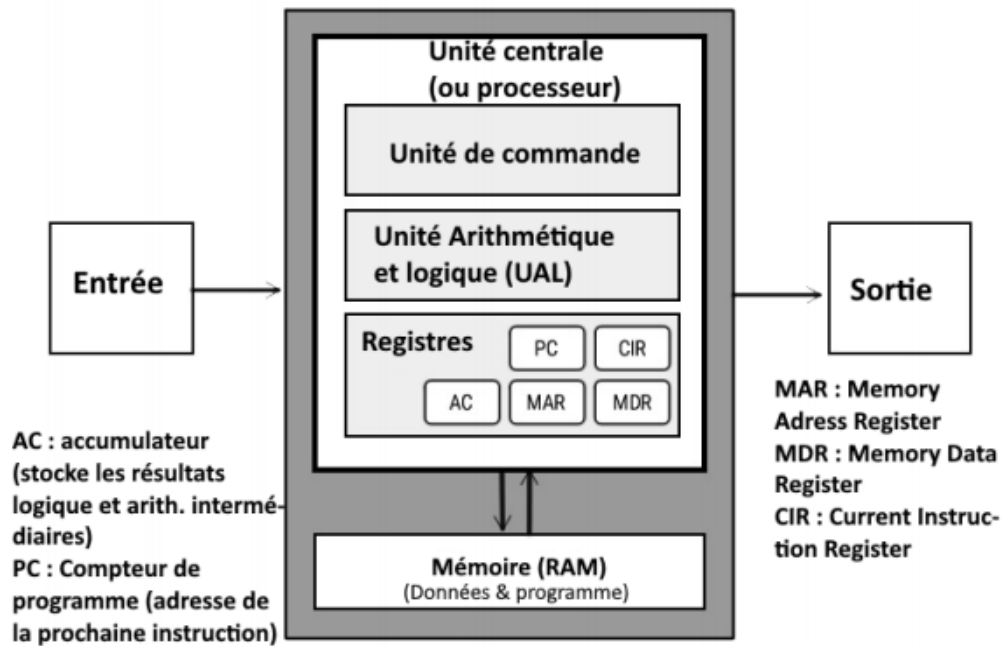 Unité centrale
(ou processeur)
Unité de commande
Unité Arithmétique
et logique (UAL)
Entrée
Sortie
Registres
PC
CIR
AC
MAR
MDR
MAR : Memory
Adress Register
MDR : Memory Data
Register
CIR : Current Instruc-
tion Register
AC : accumulateur
(stocke les résultats
logique et arith. intermé-
diaires)
PC : Compteur de
programme (adresse de
la prochaine instruction)
Mémoire (RAM)
(Données & programme)